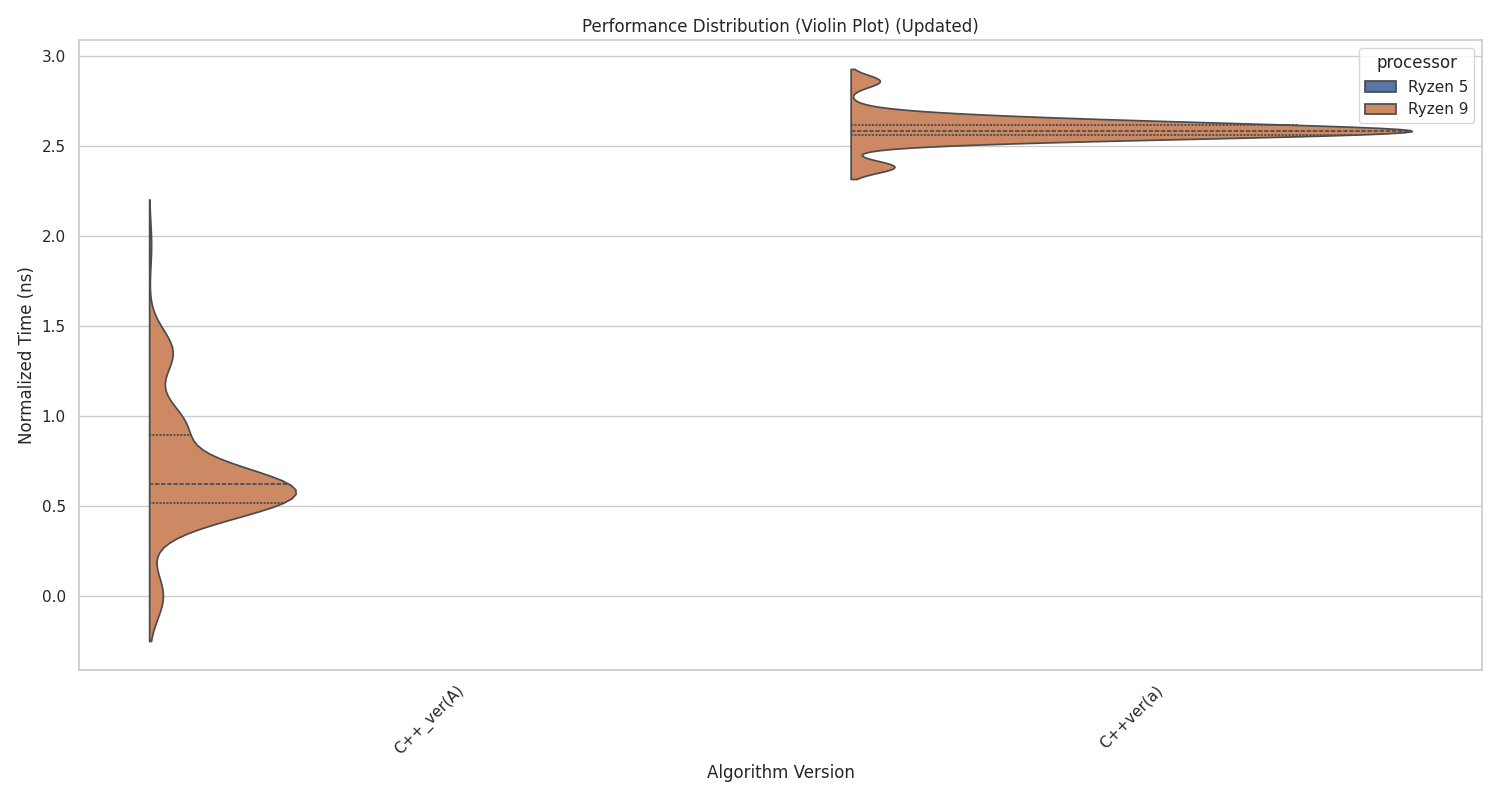 Performance Distribution (Violin Plot) (Updated)
processor
Ryzen 5
Ryzen 9
Normalized Time (ns)
3.0
2.5
2.0
1.5
1.0
0.5
0.0
C++_ver(A)
C++ver(a)
Algorithm Version